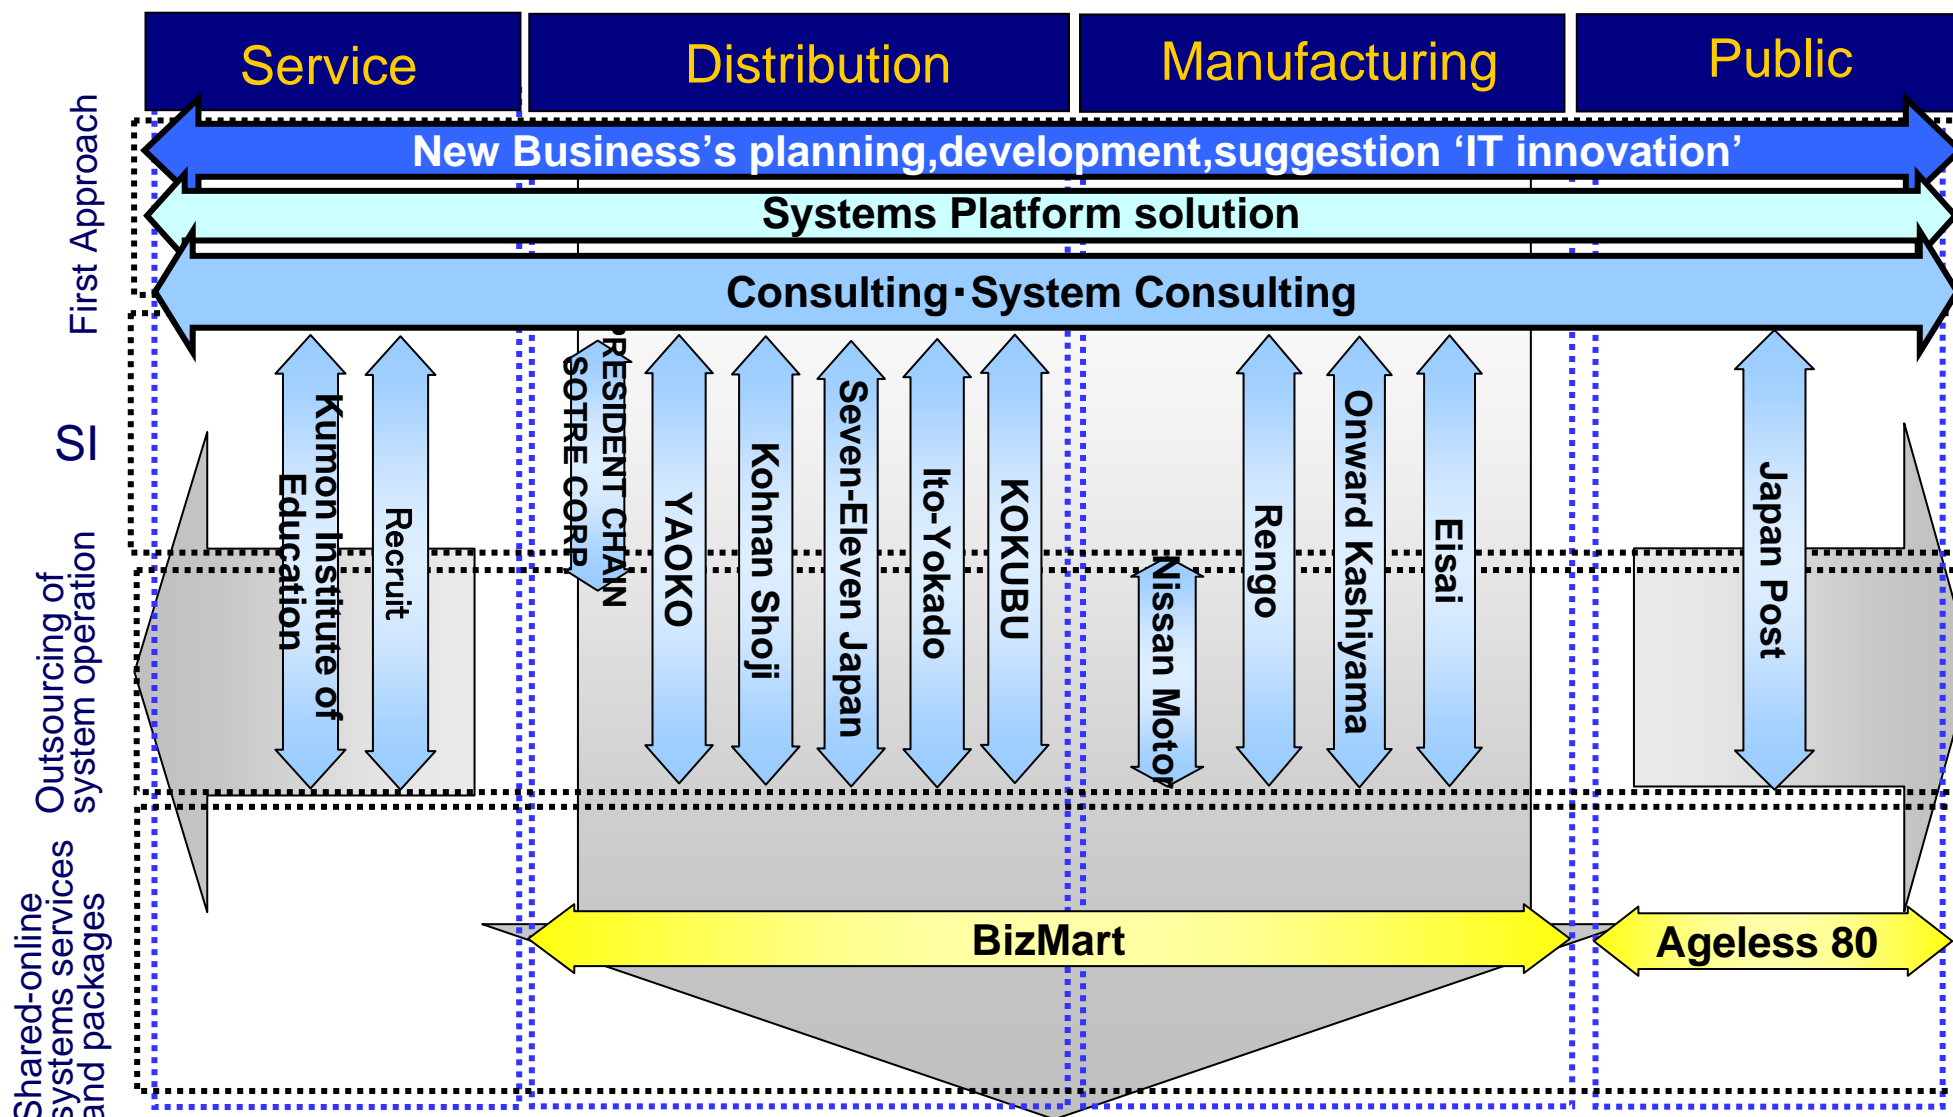 Service
Distribution
Manufacturing
Public
First Approach
New Business’s planning,development,suggestion ‘IT innovation’
Systems Platform solution
Consulting・System Consulting
SI
Outsourcing of
system operation
Shared-online
systems services
and packages
Kumon Institute of
Education
Recruit
PRESIDENT CHAIN
SOTRE CORP
YAOKO
Kohnan Shoji
Seven-Eleven Japan
Ito-Yokado
KOKUBU
Nissan Motor
Rengo
Onward Kashiyama
Eisai
Japan Post
BizMart
Ageless 80